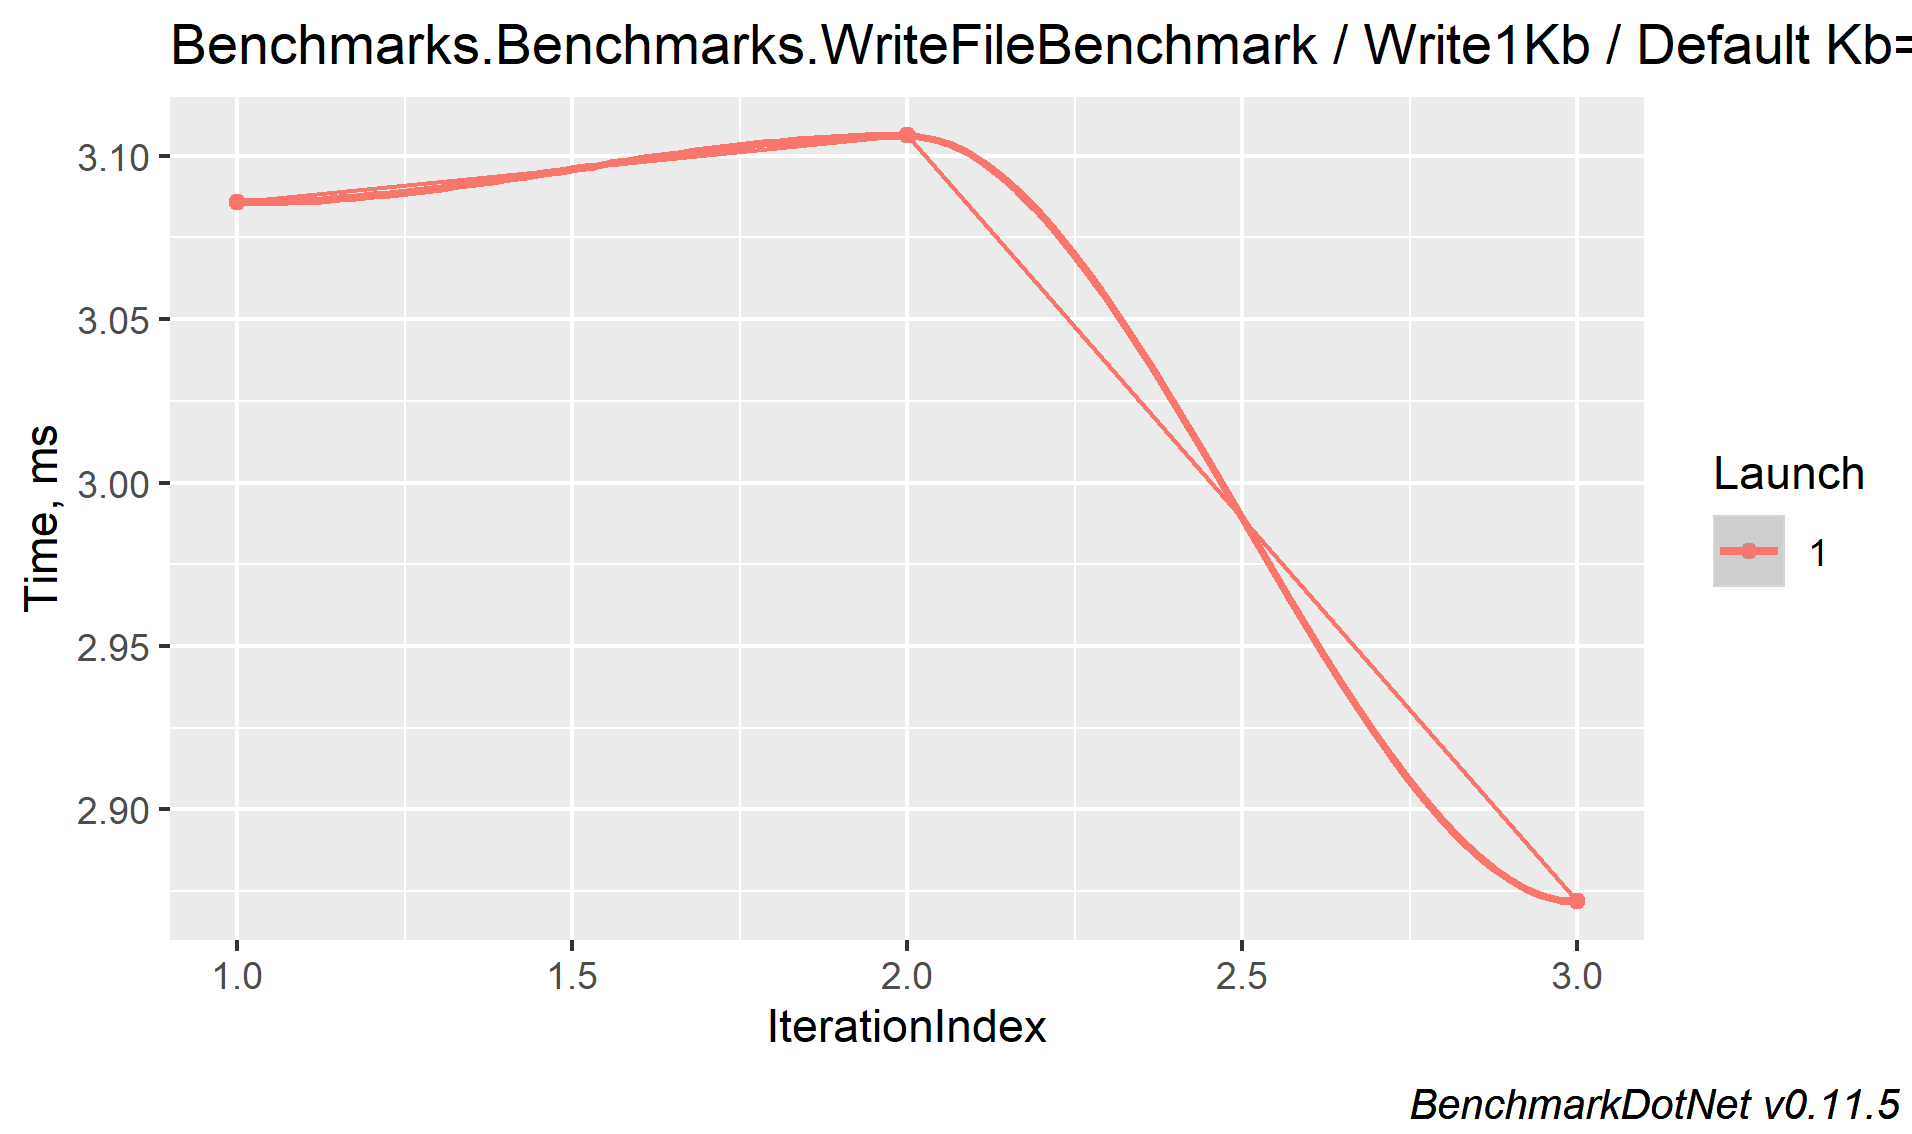 Benchmarks.Benchmarks.WriteFileBenchmark / Write1Kb / Default Kb=
3.10
3.05
3.00
2.95
2.90
Time, ms
1.0 1.5 2.0 2.5 3.0
IterationIndex
Launch
1
BenchmarkDotNet v0.11.5